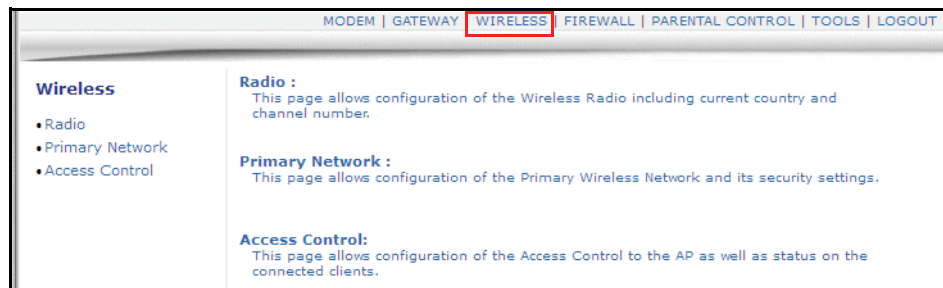 MODEM | GATEWAY | WIRELESS | FIREWALL | PARENTAL CONTROL | TOOLS | LOGOUT
Wireless
•Radio
•Primary Network
•Access Control
Radio :
This page allows configuration of the Wireless Radio including current country and
channel number.
Primary Network :
This page allows configuration of the Primary Wireless Network and its security settings.
Access Control:
This page allows configuration of the Access Control to the AP as well as status on the
connected clients.